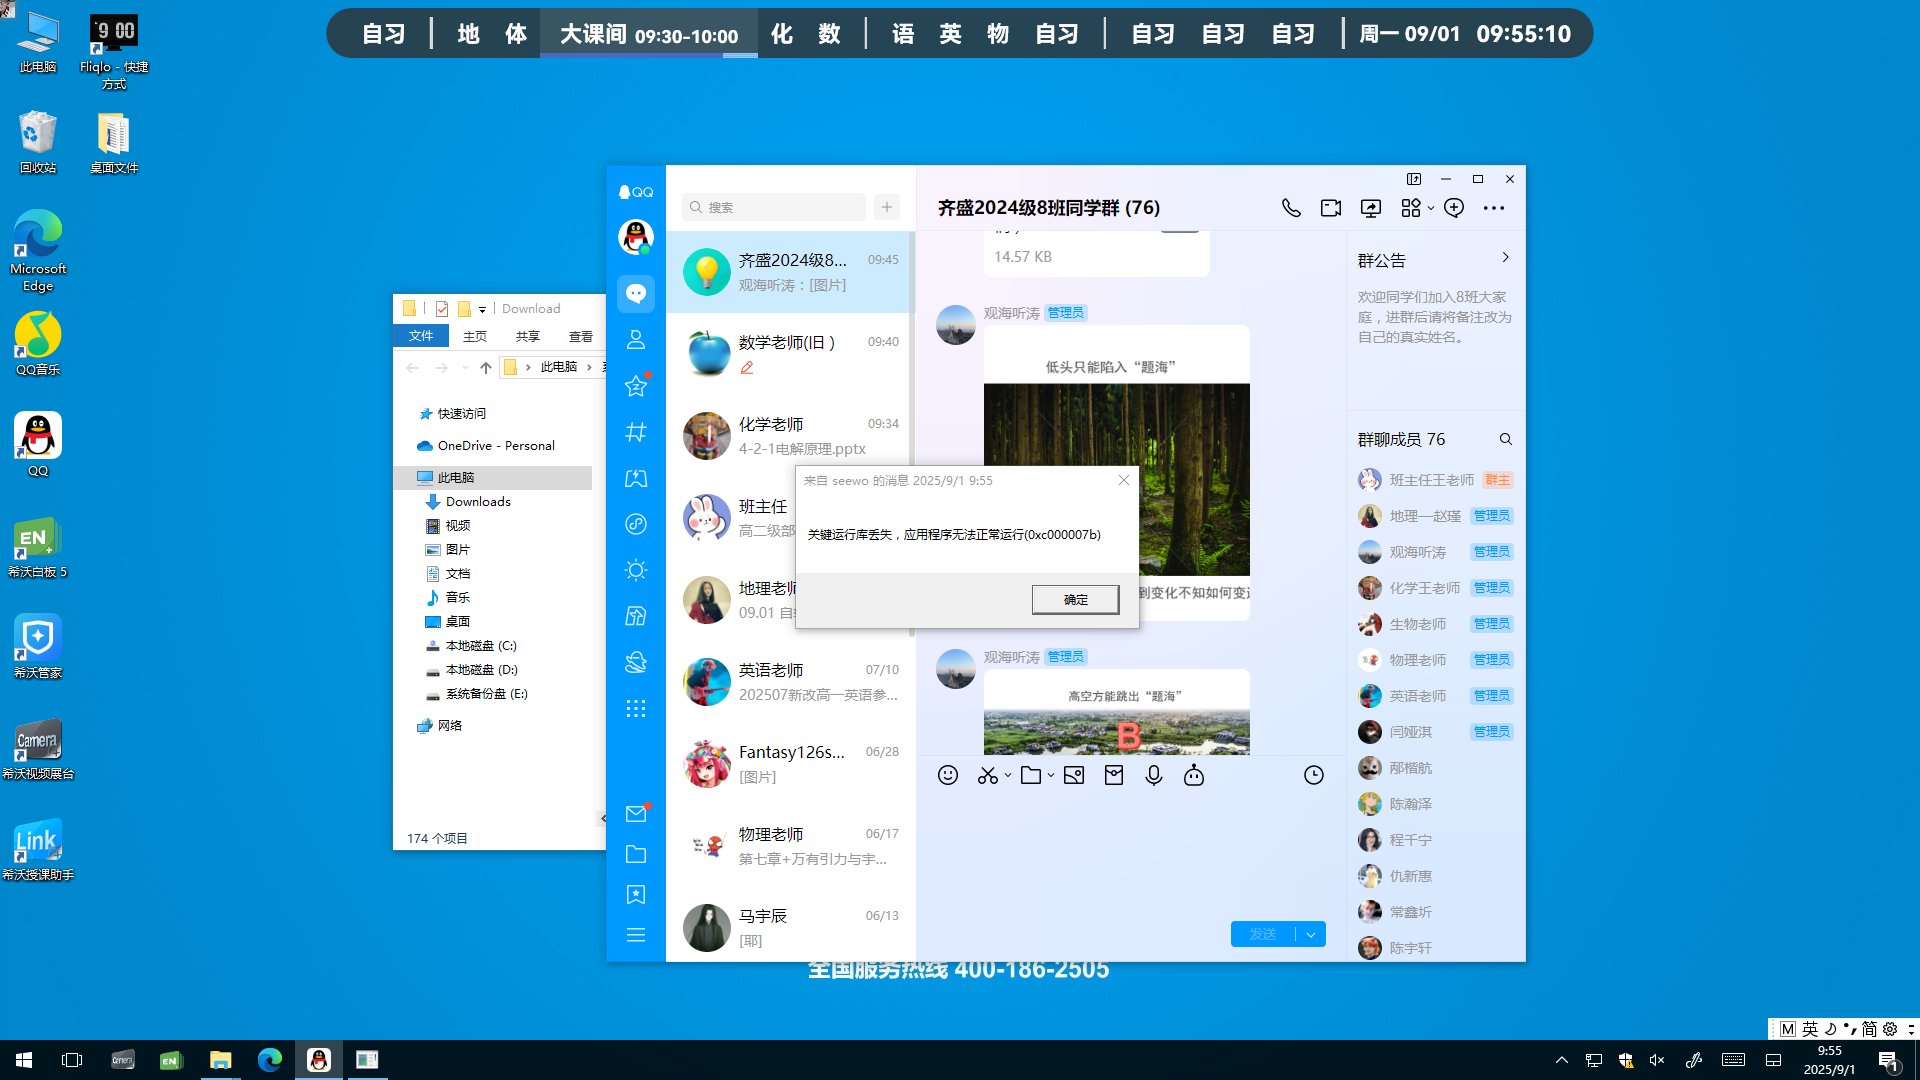 自习 | 地 体 大课间 09:30-10:00 化 数 | 语 英 物 自习 | 自习 自习 自习 | 周一 09/01 09:55:10
此电脑
Fliqlo - 快捷方式
回收站
桌面文件
Microsoft Edge
QQ音乐
QQ
EN
希沃白板 5
希沃管家
Camera
希沃视频展台
Link
希沃授课助手
Download
文件 主页 共享 查看
此电脑
快速访问
OneDrive - Personal
此电脑
Downloads
视频
图片
文档
音乐
桌面
本地磁盘 (C:)
本地磁盘 (D:)
系统备份盘 (E:)
网络
174 个项目
QQ
搜索
齐盛2024级8... 09:45
观海听涛：[图片]
数学老师(旧 ) 09:40
化学老师 09:34
4-2-1电解原理.pptx
班主任
高二级部
地理老师
09.01 自
英语老师 07/10
202507新改高一英语参...
Fantasy126s... 06/28
[图片]
物理老师 06/17
第七章+万有引力与宇...
马宇辰 06/13
[耶]
齐盛2024级8班同学群 (76)
14.57 KB
观海听涛 管理员
低头只能陷入“题海”
到变化不知如何变
观海听涛 管理员
高空方能跳出“题海”
B
发送
来自 seewo 的消息 2025/9/1 9:55
关键运行库丢失，应用程序无法正常运行(0xc000007b)
确定
群公告
欢迎同学们加入8班大家
庭，进群后请将备注改为
自己的真实姓名。
群聊成员 76
班主任王老师 群主
地理—赵瑾 管理员
观海听涛 管理员
化学王老师 管理员
生物老师 管理员
物理老师 管理员
英语老师 管理员
闫娅淇 管理员
邴楷航
陈瀚泽
程千宁
仇新惠
常鑫圻
陈宇轩
全国服务热线 400-186-2505
M 英 简
9:55
2025/9/1
1